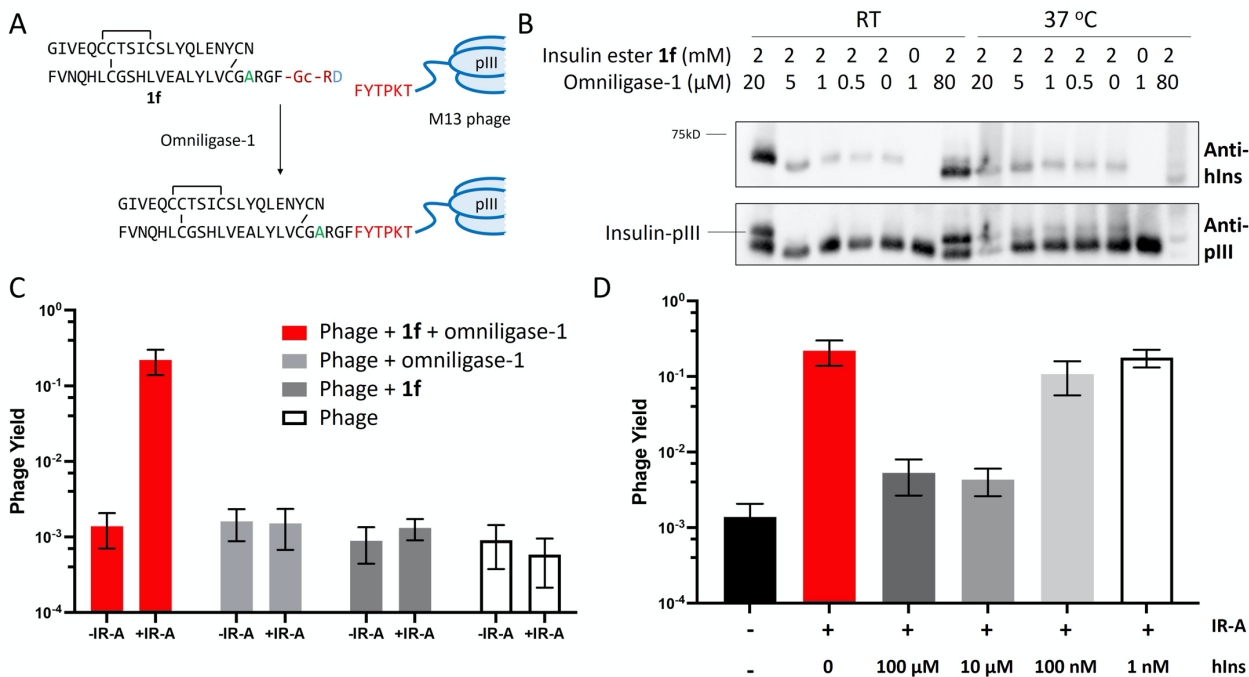 A
GIVEQCCTSICSLYQLENYCN
FVNQHLCGSHLVEALYLVCGARGF-Gc-RD
1f
FYTPKT
pIII
M13 phage
Omniligase-1
GIVEQCCTSICSLYQLENYCN
FVNQHLCGSHLVEALYLVCGARGFFYTPKT
pIII
B
RT 37 ºC
Insulin ester 1f (mM) 2 2 2 2 2 0 2 2 2 2 2 2 0 2
Omniligase-1 (µM) 20 5 1 0.5 0 1 80 20 5 1 0.5 0 1 80
75kD
Anti-
hIns
Insulin-pIII
Anti-
pIII
C
Phage Yield
10⁰
10⁻¹
10⁻²
10⁻³
10⁻⁴
Phage + 1f + omniligase-1
Phage + omniligase-1
Phage + 1f
Phage
-IR-A +IR-A -IR-A +IR-A -IR-A +IR-A -IR-A +IR-A
D
Phage Yield
10⁰
10⁻¹
10⁻²
10⁻³
10⁻⁴
- + + + + + IR-A
- 0 100 µM 10 µM 100 nM 1 nM hIns